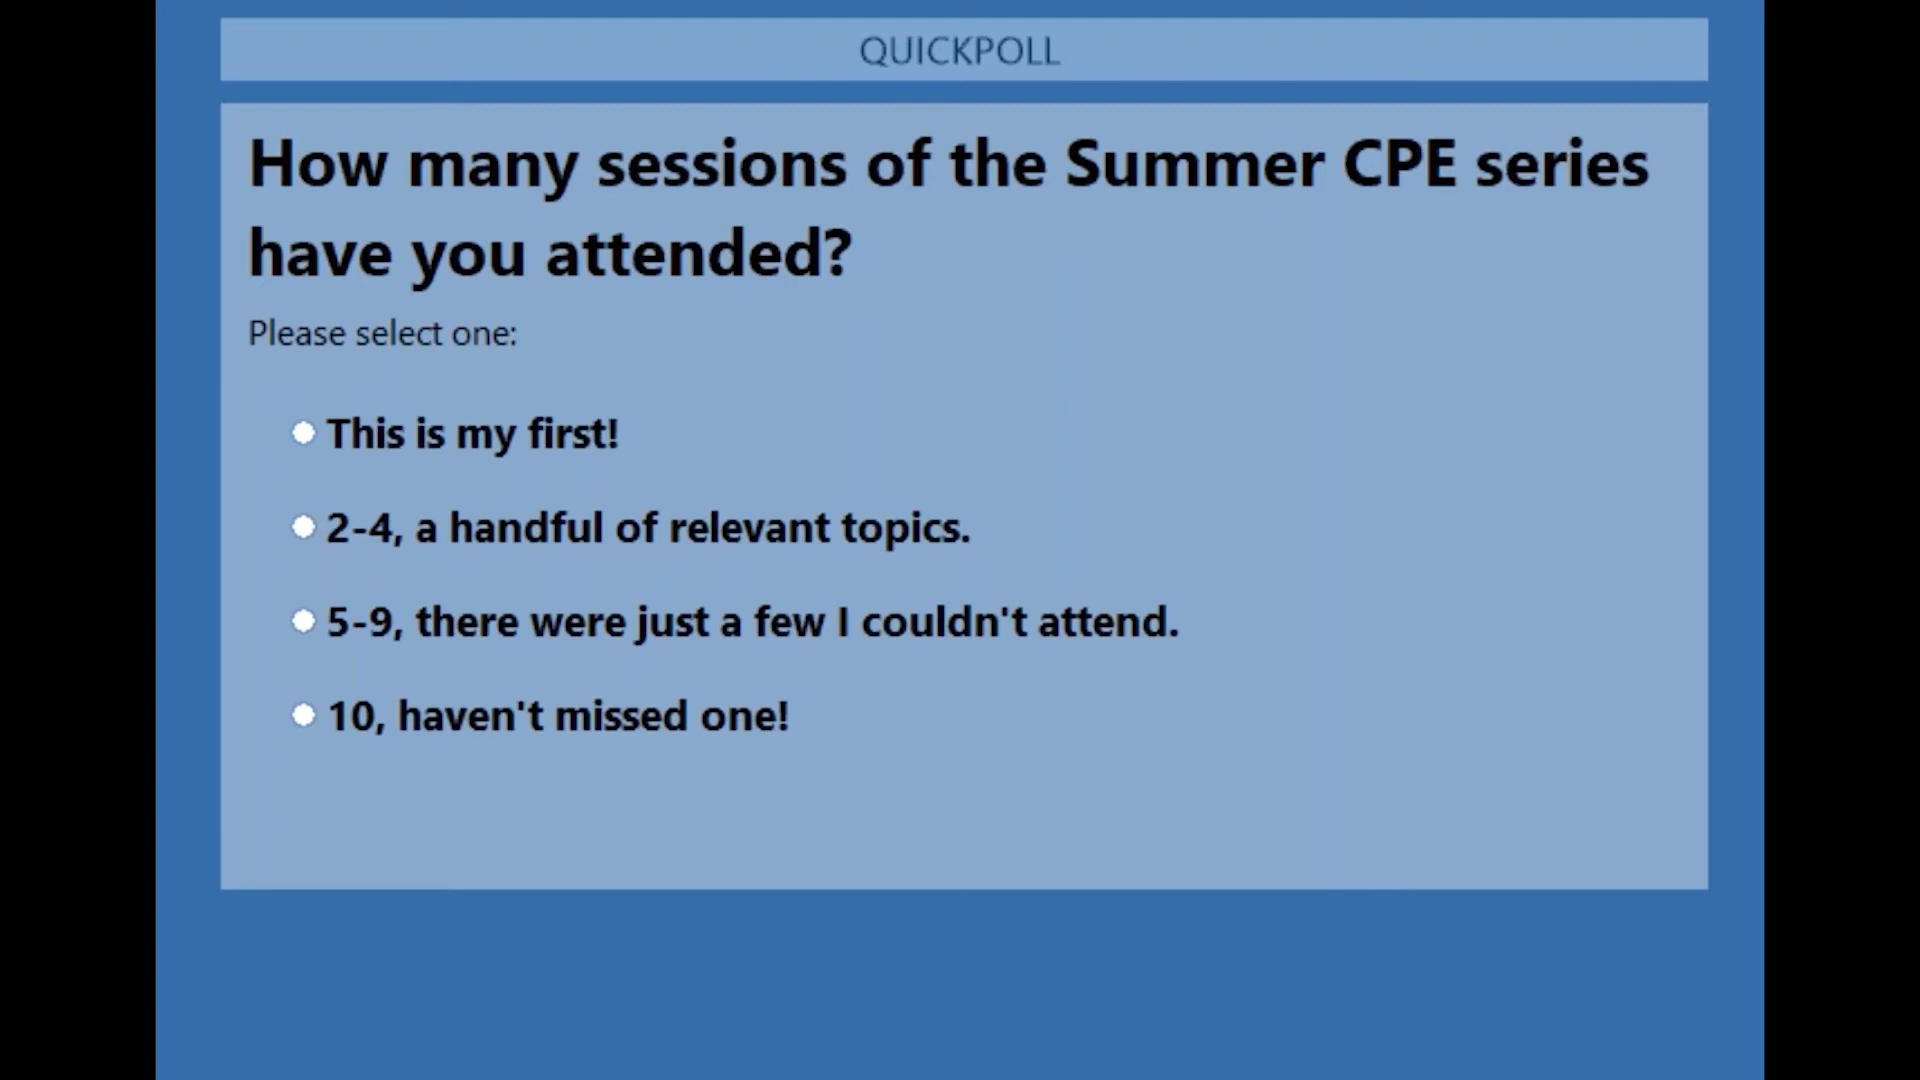 QUICKPOLL
How many sessions of the Summer CPE series
have you attended?
Please select one:
This is my first!
2-4, a handful of relevant topics.
5-9, there were just a few I couldn't attend.
10, haven't missed one!